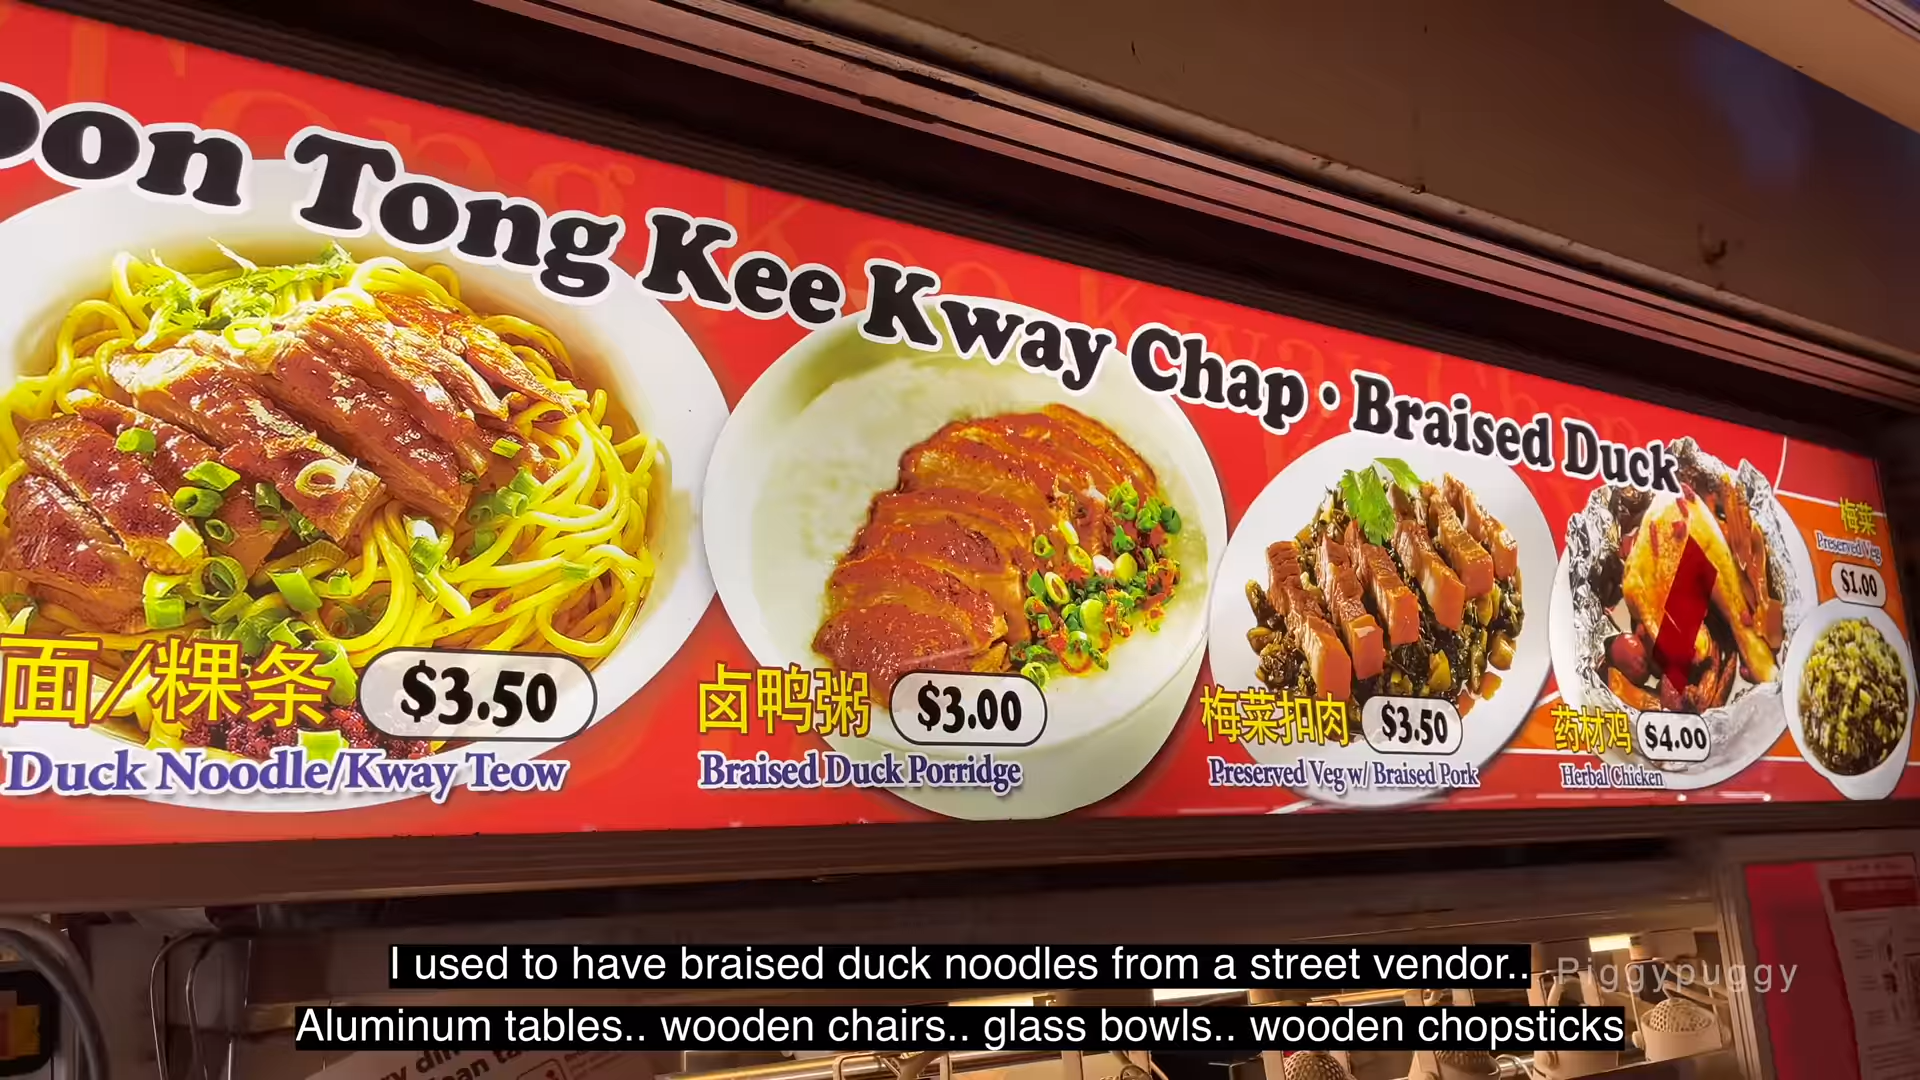 oon Tong Kee Kway Chap · Braised Duck
面/粿条 $3.50
Duck Noodle/Kway Teow
卤鸭粥 $3.00
Braised Duck Porridge
梅菜扣肉 $3.50
Preserved Veg w/ Braised Pork
药材鸡 $4.00
Herbal Chicken
梅菜
Preserved Veg
$1.00
I used to have braised duck noodles from a street vendor..
Piggypuggy
Aluminum tables.. wooden chairs.. glass bowls.. wooden chopsticks